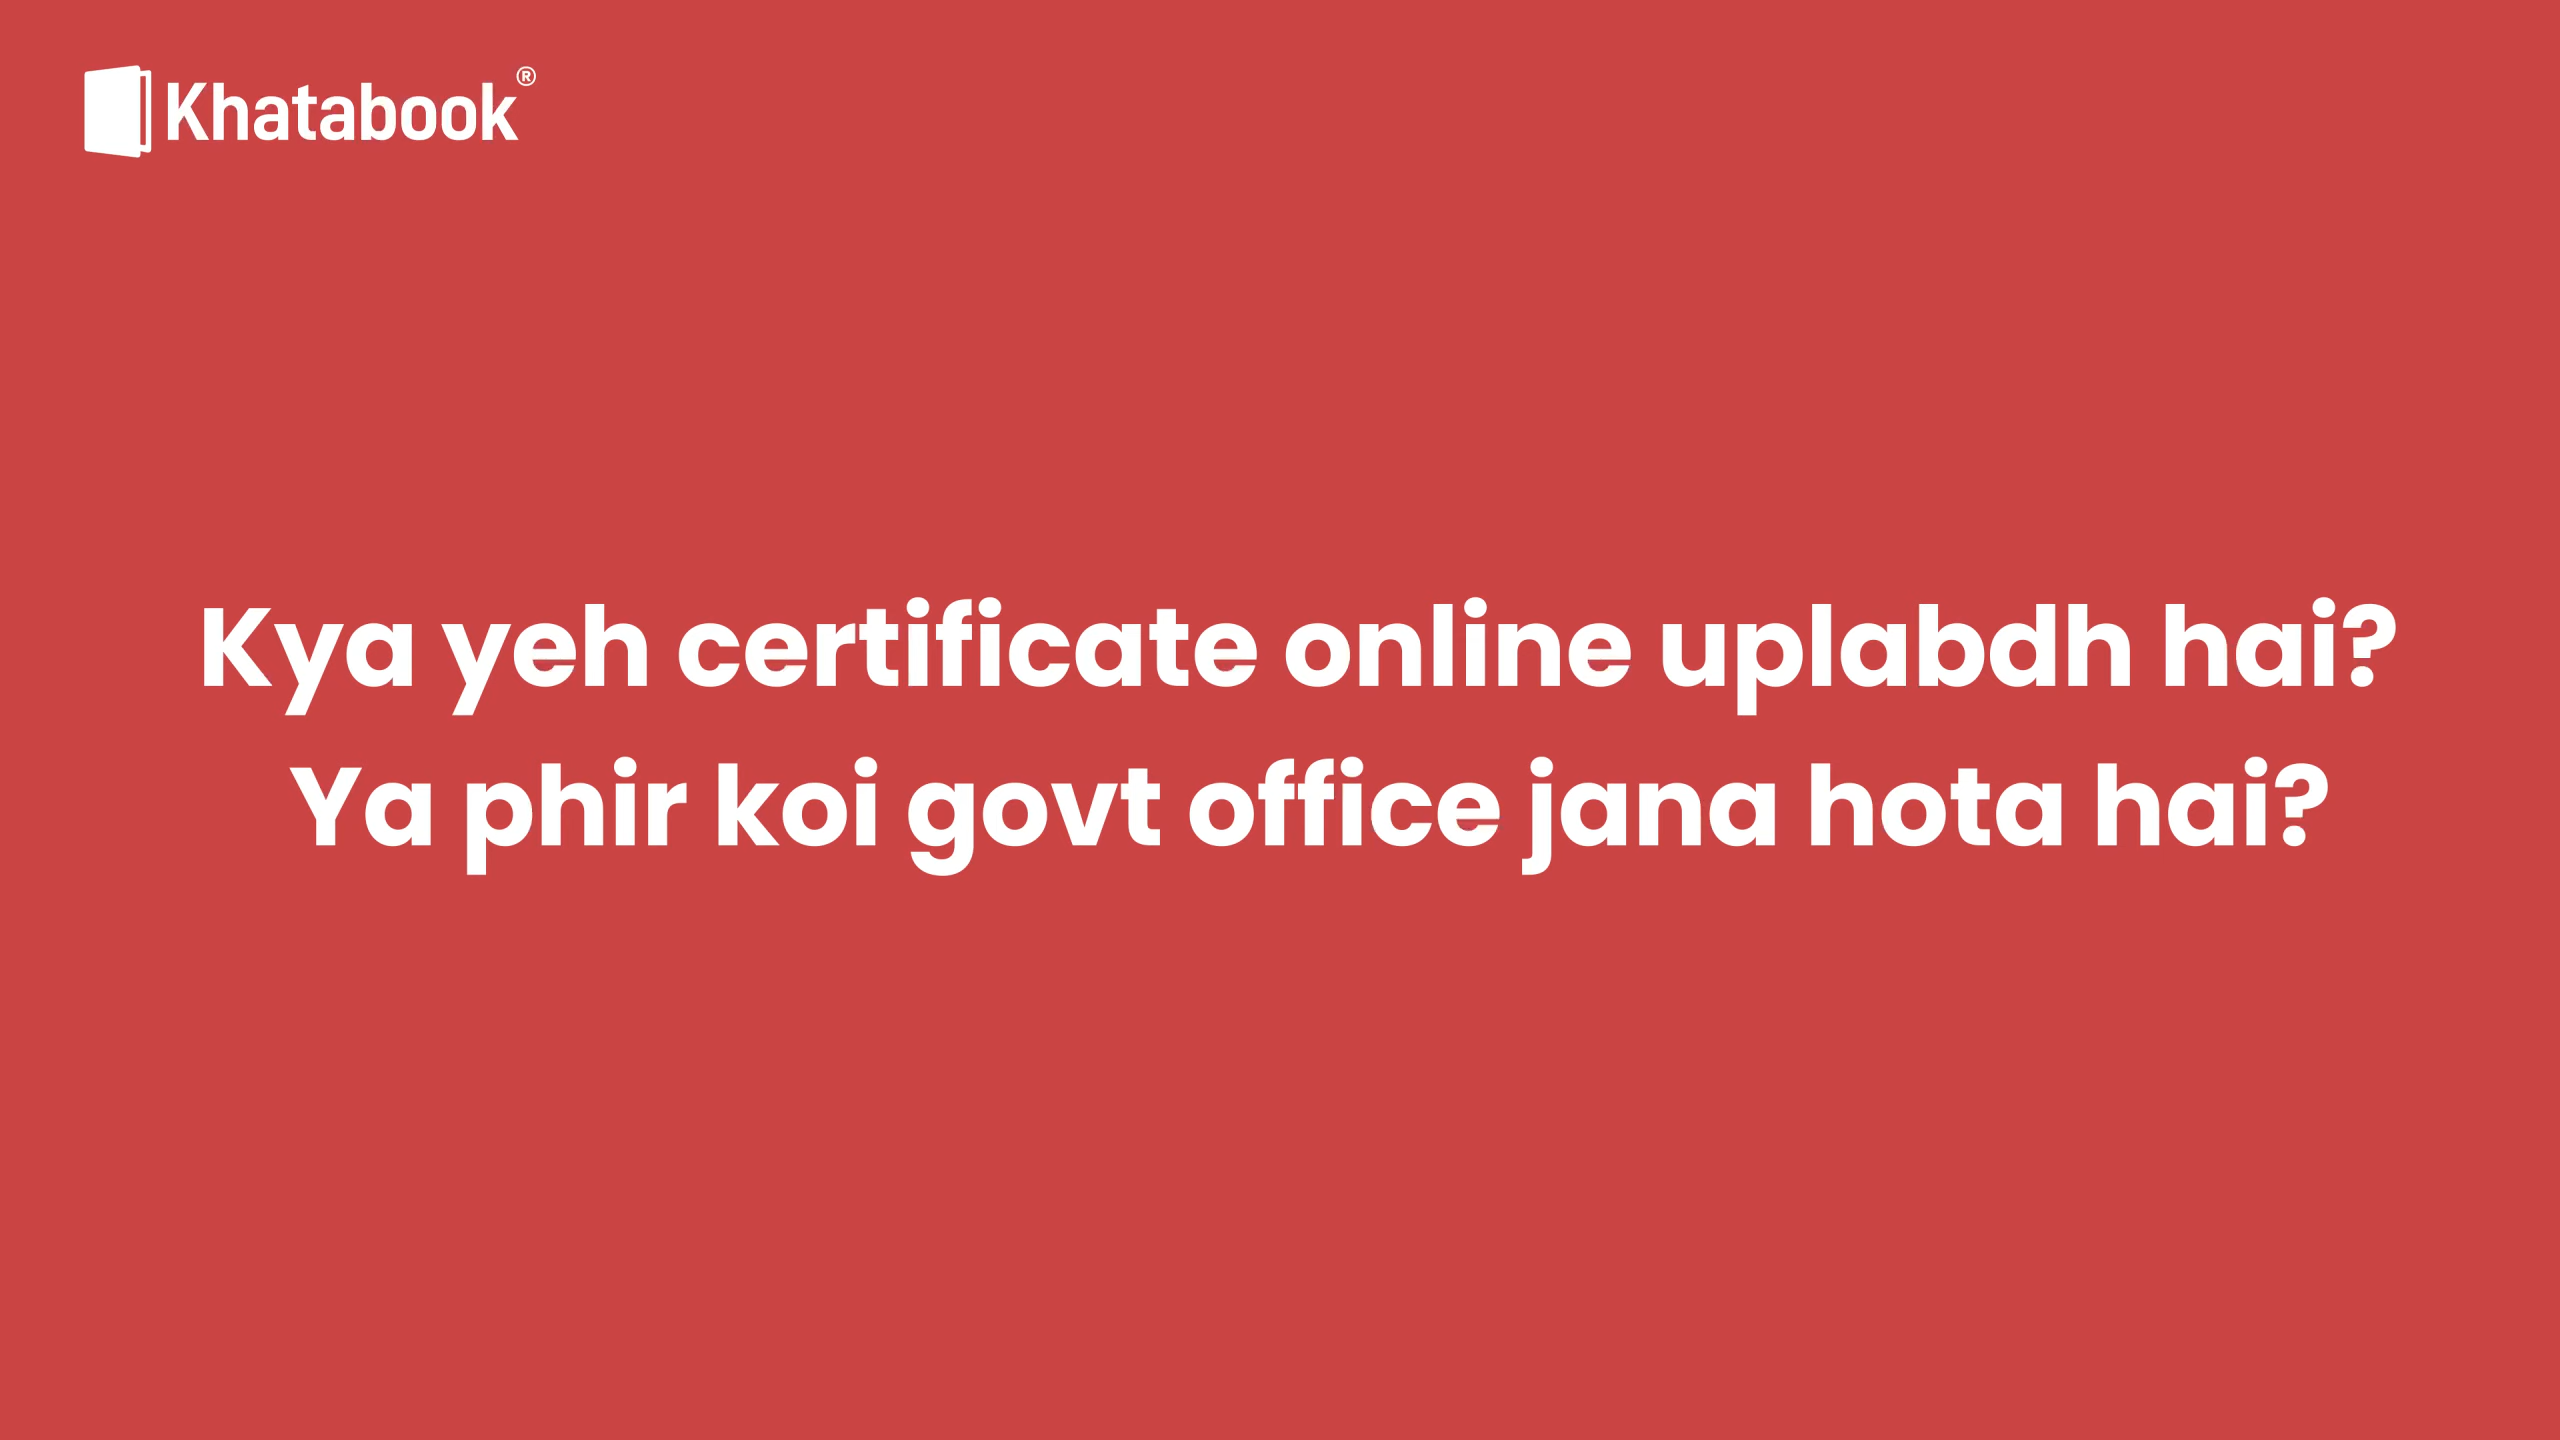 Khatabook®
Kya yeh certificate online uplabdh hai?
Ya phir koi govt office jana hota hai?